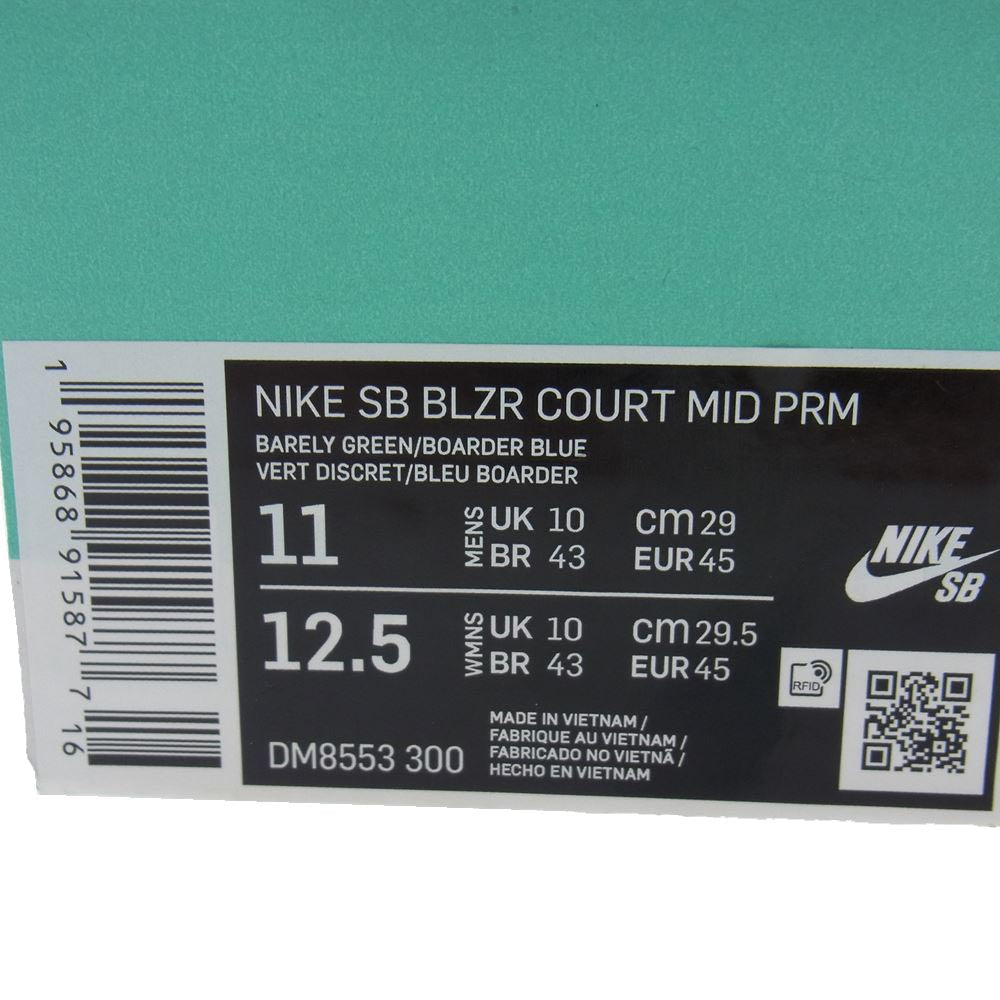 NIKE SB BLZR COURT MID PRM
BARELY GREEN/BOARDER BLUE
VERT DISCRET/BLEU BOARDER
11 MENS UK 10 cm 29
BR 43 EUR 45
12.5 WMNS UK 10 cm 29.5
BR 43 EUR 45
NIKE
SB
RFID
DM8553 300
MADE IN VIETNAM /
FABRIQUE AU VIETNAM /
FABRICADO NO VIETNÃ /
HECHO EN VIETNAM
1 95868 91587 7 16